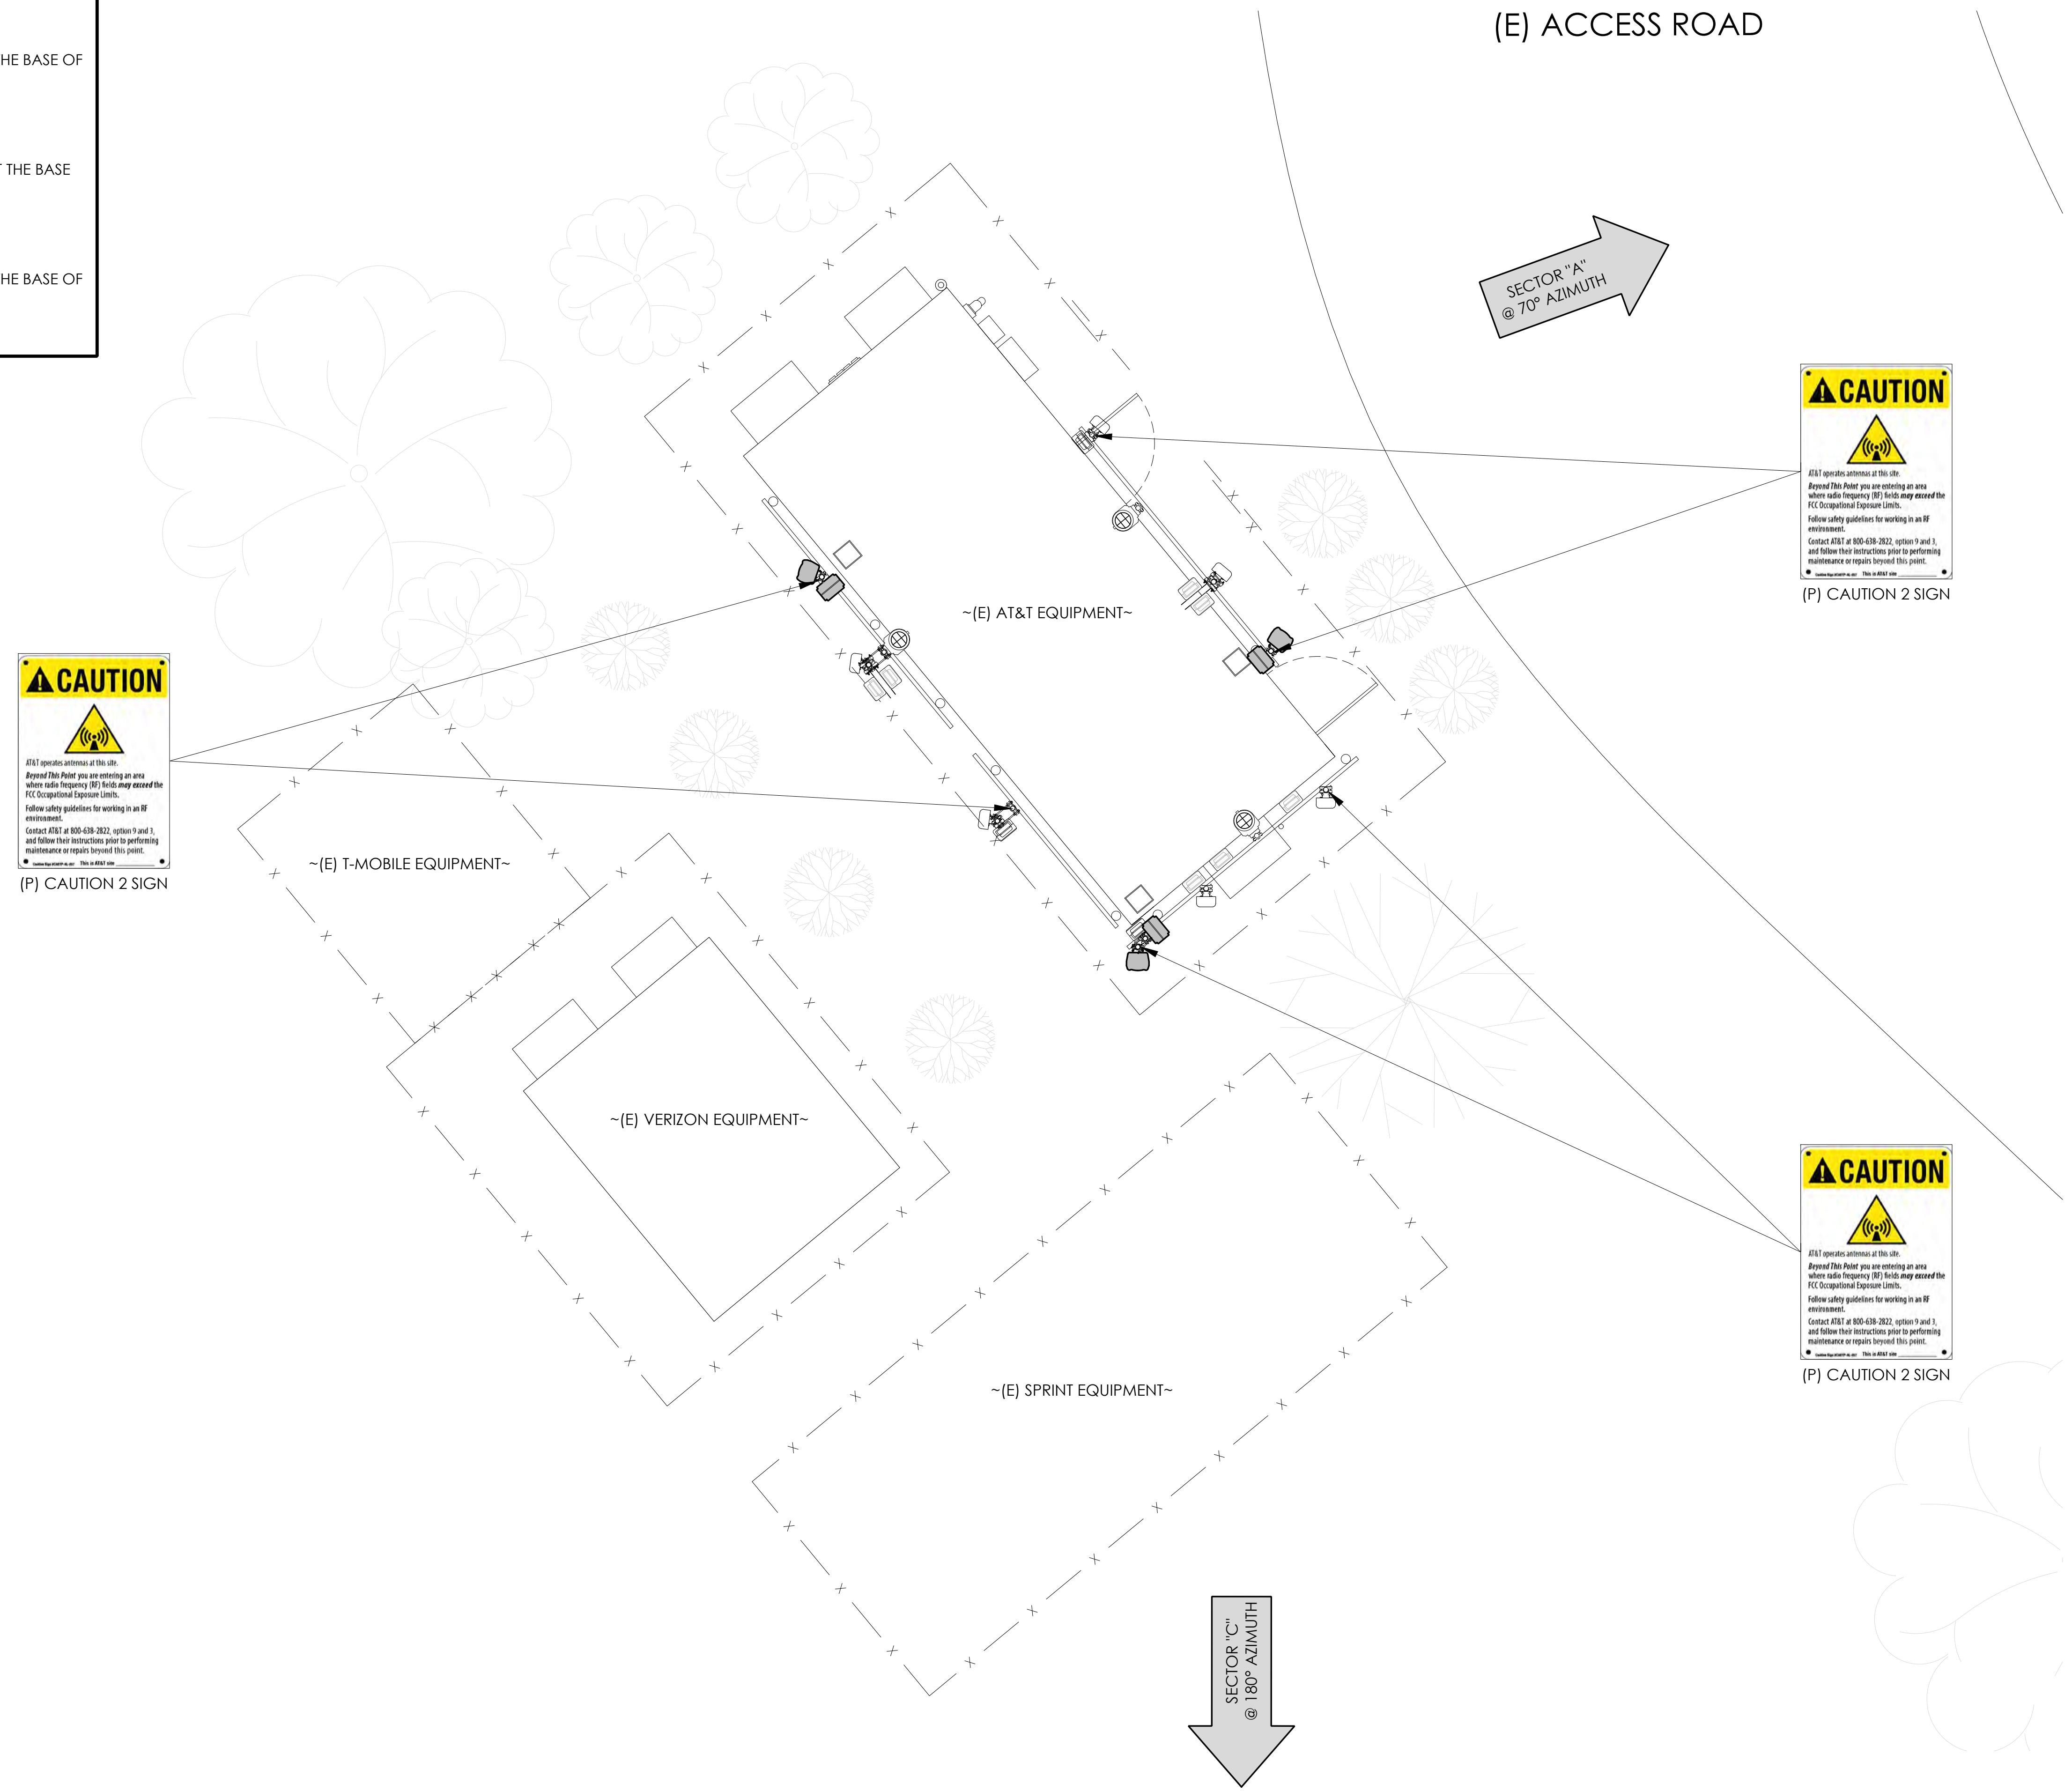 (E) ACCESS ROAD
HE BASE OF
T THE BASE
HE BASE OF
SECTOR "A"
@ 70° AZIMUTH
CAUTION
AT&T operates antennas at this site.
Beyond This Point you are entering an area
where radio frequency (RF) fields may exceed the
FCC Occupational Exposure Limits.
Follow safety guidelines for working in an RF
environment.
Contact AT&T at 800-638-2822, option 9 and 3,
and follow their instructions prior to performing
maintenance or repairs beyond this point.
This is AT&T site
(P) CAUTION 2 SIGN
~(E) AT&T EQUIPMENT~
CAUTION
AT&T operates antennas at this site.
Beyond This Point you are entering an area
where radio frequency (RF) fields may exceed the
FCC Occupational Exposure Limits.
Follow safety guidelines for working in an RF
environment.
Contact AT&T at 800-638-2822, option 9 and 3,
and follow their instructions prior to performing
maintenance or repairs beyond this point.
This is AT&T site
(P) CAUTION 2 SIGN
~(E) T-MOBILE EQUIPMENT~
~(E) VERIZON EQUIPMENT~
CAUTION
AT&T operates antennas at this site.
Beyond This Point you are entering an area
where radio frequency (RF) fields may exceed the
FCC Occupational Exposure Limits.
Follow safety guidelines for working in an RF
environment.
Contact AT&T at 800-638-2822, option 9 and 3,
and follow their instructions prior to performing
maintenance or repairs beyond this point.
This is AT&T site
(P) CAUTION 2 SIGN
~(E) SPRINT EQUIPMENT~
SECTOR "C"
@ 180° AZIMUTH